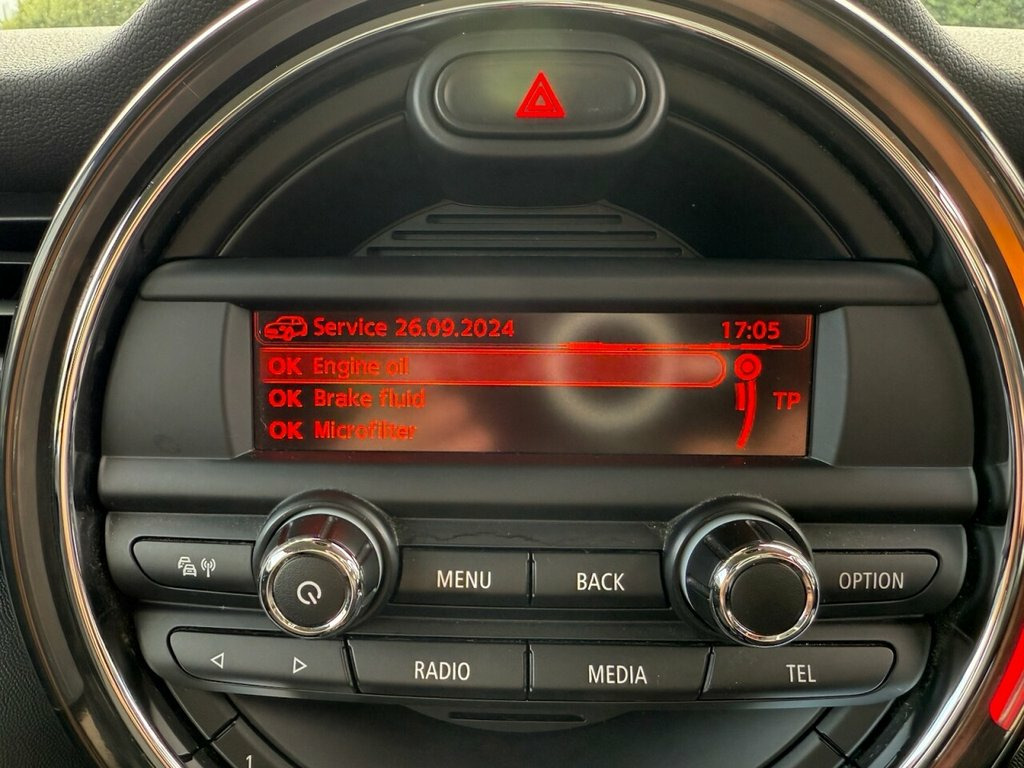 Service 26.09.2024 17:05
OK Engine oil
OK Brake fluid TP
OK Microfilter
MENU BACK OPTION
RADIO MEDIA TEL
1